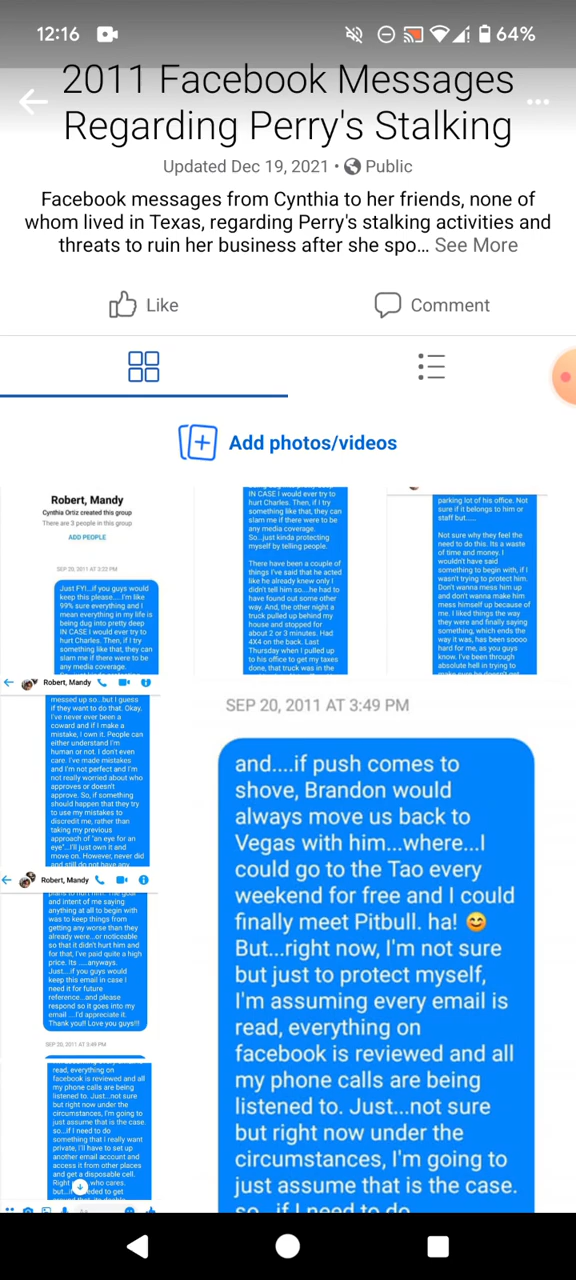 12:16
64%
2011 Facebook Messages
Regarding Perry's Stalking
Updated Dec 19, 2021 • Public
Facebook messages from Cynthia to her friends, none of
whom lived in Texas, regarding Perry's stalking activities and
threats to ruin her business after she spo... See More
Like
Comment
Add photos/videos
Robert, Mandy
Cynthia Ortiz created this group
There are 3 people in this group
ADD PEOPLE
SEP 20, 2011 AT 3:22 PM
Just FYI...if you guys would
keep this please.....I'm like
99% sure everything and I
mean everything in my life is
being dug into pretty deep
IN CASE I would ever try to
hurt Charles. Then, if I try
something like that, they can
slam me if there were to be
any media coverage.
IN CASE I would ever try to
hurt Charles. Then, if I try
something like that, they can
slam me if there were to be
any media coverage.
So...just kinda protecting
myself by telling people.
There have been a couple of
things I've said that he acted
like he already knew only I
didn't tell him so...he had to
have found out some other
way. And, the other night a
truck pulled up behind my
house and stopped for
about 2 or 3 minutes. Had
4X4 on the back. Last
Thursday when I pulled up
to his office to get my taxes
done, that truck was in the
parking lot of his office. Not
sure if it belongs to him or
staff but.....
Not sure why they feel the
need to do this. Its a waste
of time and money. I
wouldn't have said
something to begin with, if I
wasn't trying to protect him.
Don't wanna mess him up
and don't wanna make him
mess himself up because of
me. I liked things the way
they were and finally saying
something, which ends the
way it was, has been soooo
hard for me, as you guys
know. I've been through
absolute hell in trying to
Robert, Mandy
messed up so...but I guess
if they want to do that. Okay.
I've never ever been a
coward and if I make a
mistake, I own it. People can
either understand I'm
human or not. I don't even
care. I've made mistakes
and I'm not really worried about
who approves or doesn't
approve. So, if something
should happen that they try
to use my mistakes to
discredit me, rather than
taking my previous
approach of "an eye for an
eye"...I'll just own it and
move on. However, never did
and still do not have any
Robert, Mandy
and intent of me saying
anything at all to begin with
was to keep things from
getting any worse than they
already were...or noticeable
so that it didn't hurt him and
for that, I've paid quite a high
price. Its .....anyways.
Just....if you guys would
keep this email in case I
need it for future
reference...and please
respond so it goes into my
email ....I'd appreciate it.
Thank you!! Love you guys!!!
SEP 20, 2011 AT 3:49 PM
read, everything on
facebook is reviewed and all
my phone calls are being
listened to. Just...not sure
but right now under the
circumstances, I'm going to
just assume that is the case.
so...if I need to do
something that I really want
private, i'll have to set up
another email account and
access it from other places
and get a disposable cell.
Right who cares.
SEP 20, 2011 AT 3:49 PM
and....if push comes to
shove, Brandon would
always move us back to
Vegas with him...where...I
could go to the Tao every
weekend for free and I could
finally meet Pitbull. ha! 😊
But...right now, I'm not sure
but just to protect myself,
I'm assuming every email is
read, everything on
facebook is reviewed and all
my phone calls are being
listened to. Just...not sure
but right now under the
circumstances, I'm going to
just assume that is the case.
so...if I need to do